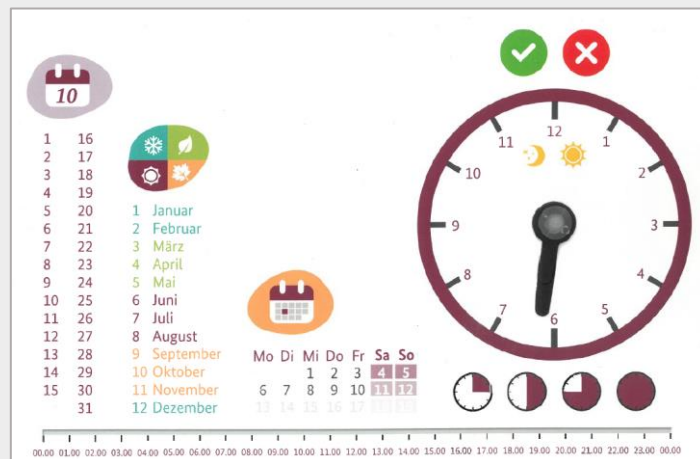 10
1 16
2 17
3 18
4 19
5 20
6 21
7 22
8 23
9 24
10 25
11 26
12 27
13 28
14 29
15 30
31
1 Januar
2 Februar
3 März
4 April
5 Mai
6 Juni
7 Juli
8 August
9 September
10 Oktober
11 November
12 Dezember
Mo Di Mi Do Fr Sa So
1 2 3 4 5
6 7 8 9 10 11 12
13 14 15 16 17 18 19
12
1
2
3
4
5
6
7
8
9
10
11
00.00 01.00 02.00 03.00 04.00 05.00 06.00 07.00 08.00 09.00 10.00 11.00 12.00 13.00 14.00 15.00 16.00 17.00 18.00 19.00 20.00 21.00 22.00 23.00 00.00